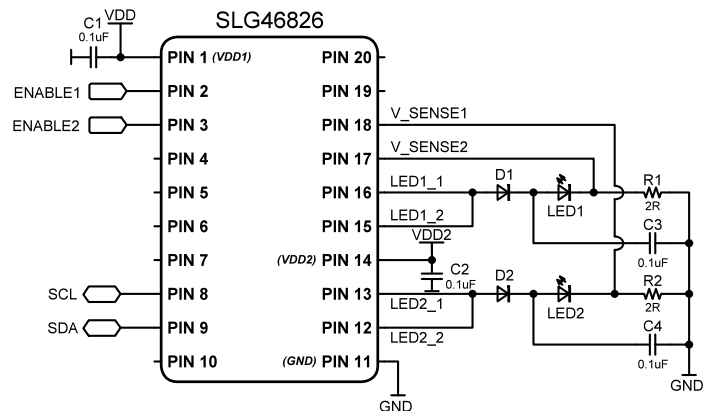 SLG46826
C1
VDD
0.1uF
PIN 1 (VDD1)
PIN 20
ENABLE1
PIN 2
PIN 19
ENABLE2
PIN 3
PIN 18
V_SENSE1
PIN 4
PIN 17
V_SENSE2
PIN 5
PIN 16
LED1_1
D1
LED1
R1
2R
PIN 6
PIN 15
LED1_2
VDD2
C3
0.1uF
PIN 7
(VDD2) PIN 14
C2
0.1uF
SCL
PIN 8
PIN 13
LED2_1
D2
LED2
R2
2R
SDA
PIN 9
PIN 12
LED2_2
C4
0.1uF
PIN 10
(GND) PIN 11
GND
GND